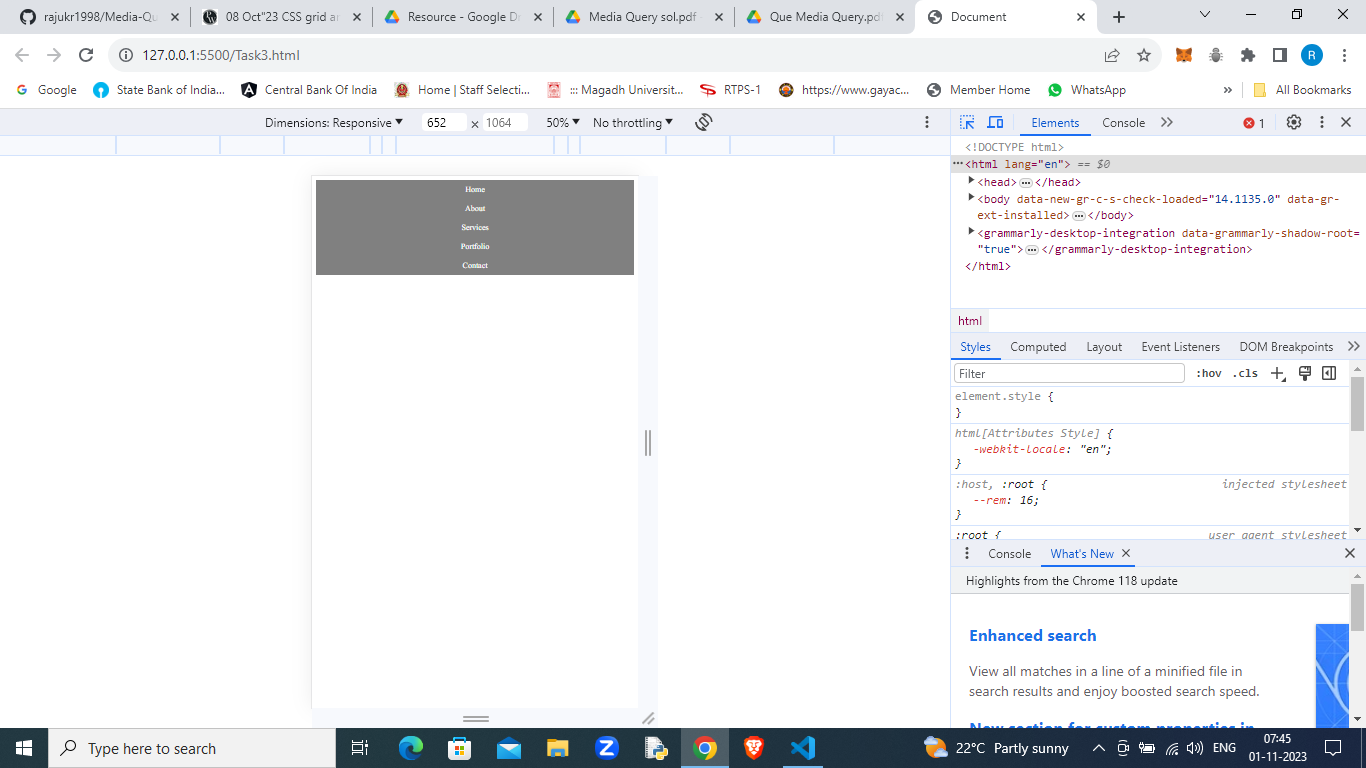 rajukr1998/Media-Qu
08 Oct"23 CSS grid an
Resource - Google Dr
Media Query sol.pdf
Que Media Query.pdf
Document
127.0.0.1:5500/Task3.html
R
Google
State Bank of India...
Central Bank Of India
Home | Staff Selecti...
::: Magadh Universit...
RTPS-1
https://www.gayac...
Member Home
WhatsApp
»
All Bookmarks
Dimensions: Responsive
652 × 1064
50%
No throttling
Elements
Console
1
<!DOCTYPE html>
<html lang="en"> == $0
<head> … </head>
<body data-new-gr-c-s-check-loaded="14.1135.0" data-gr-
ext-installed> … </body>
<grammarly-desktop-integration data-grammarly-shadow-root=
"true"> … </grammarly-desktop-integration>
</html>
Home
About
Services
Portfolio
Contact
html
Styles
Computed
Layout
Event Listeners
DOM Breakpoints
Filter
:hov
.cls
element.style {
}
html[Attributes Style] {
-webkit-locale: "en";
}
:host, :root {
injected stylesheet
--rem: 16;
}
:root {
user agent stylesheet
Console
What's New
Highlights from the Chrome 118 update
Enhanced search
View all matches in a line of a minified file in
search results and enjoy boosted search speed.
New section for custom properties in
Type here to search
22°C Partly sunny
ENG
07:45
01-11-2023